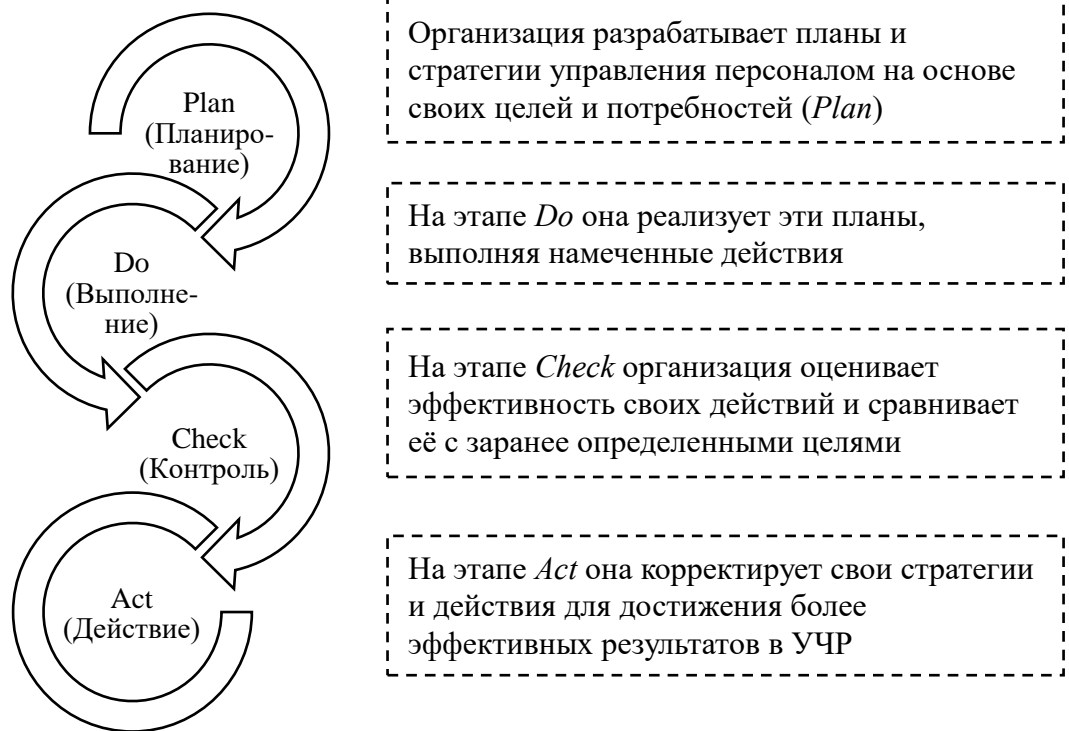 Plan
(Планиро-
вание)
Организация разрабатывает планы и
стратегии управления персоналом на основе
своих целей и потребностей (Plan)
Do
(Выполне-
ние)
На этапе Do она реализует эти планы,
выполняя намеченные действия
Check
(Контроль)
На этапе Check организация оценивает
эффективность своих действий и сравнивает
её с заранее определенными целями
Act
(Действие)
На этапе Act она корректирует свои стратегии
и действия для достижения более
эффективных результатов в УЧР